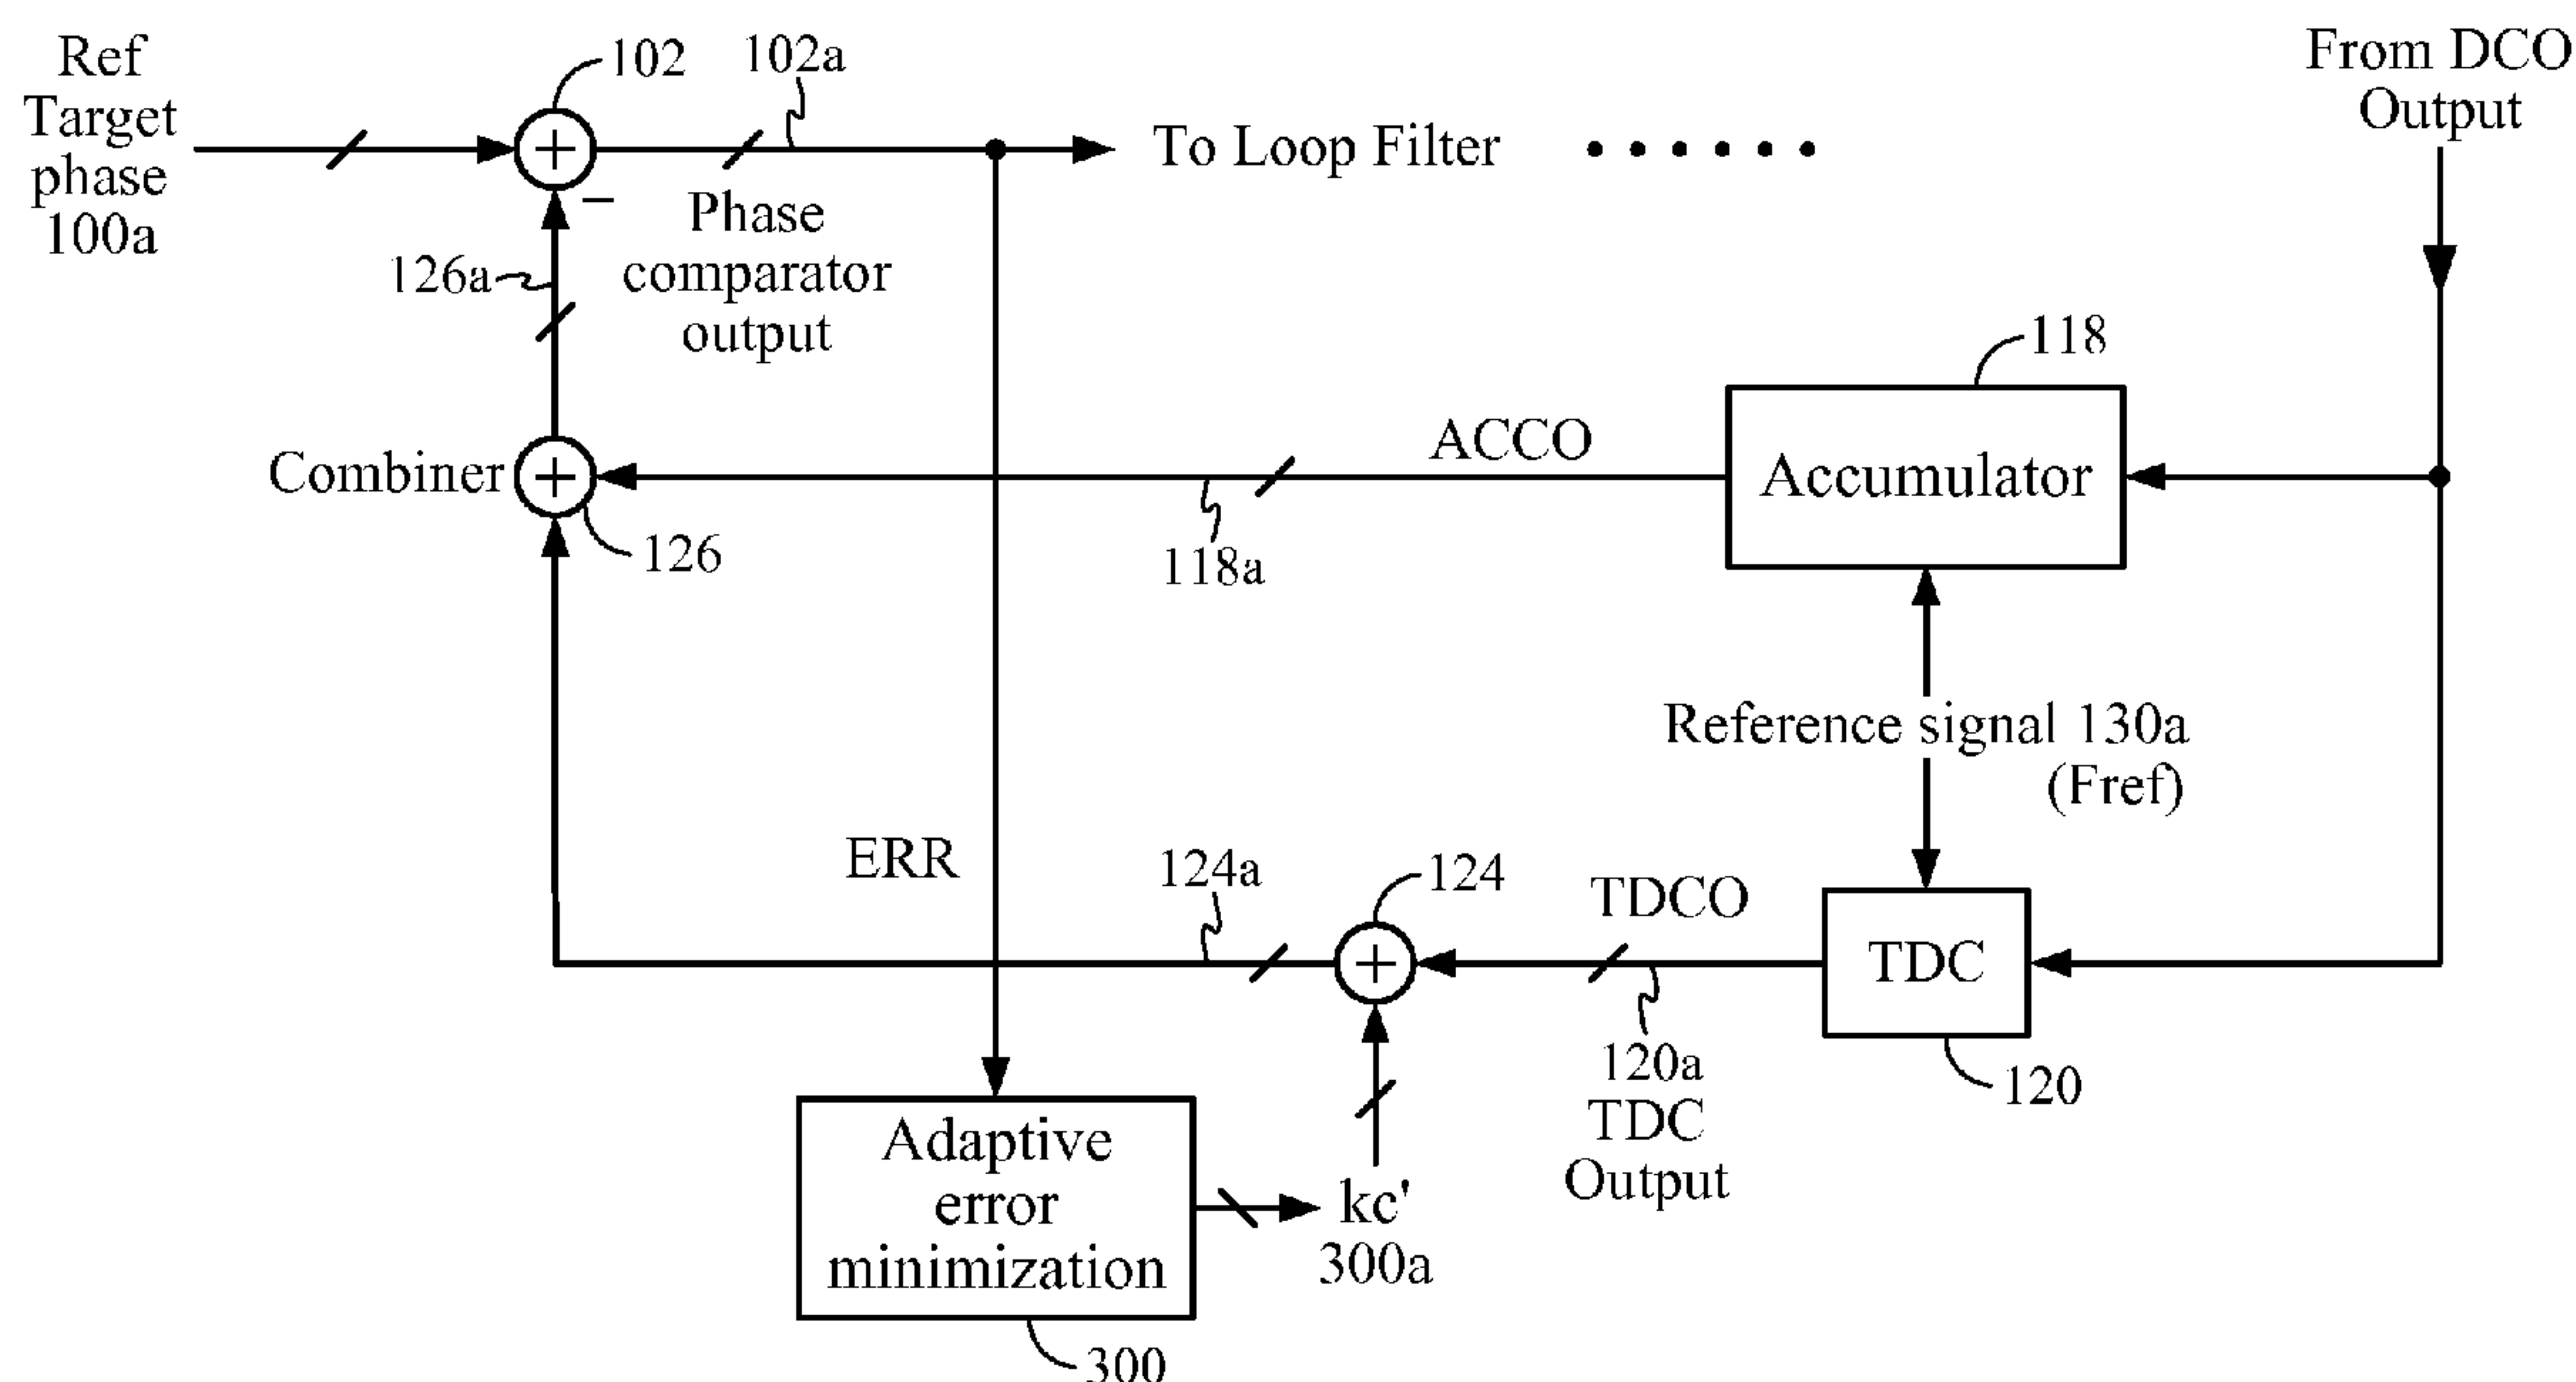 Ref
Target
phase
100a
102
102a
To Loop Filter
From DCO
Output
+
−
Phase
comparator
output
126a
118
ACCO
Accumulator
Combiner
+
126
118a
Reference signal 130a
(Fref)
ERR
124a
124
TDCO
+
TDC
120a
TDC
Output
120
Adaptive
error
minimization
kc'
300a
300